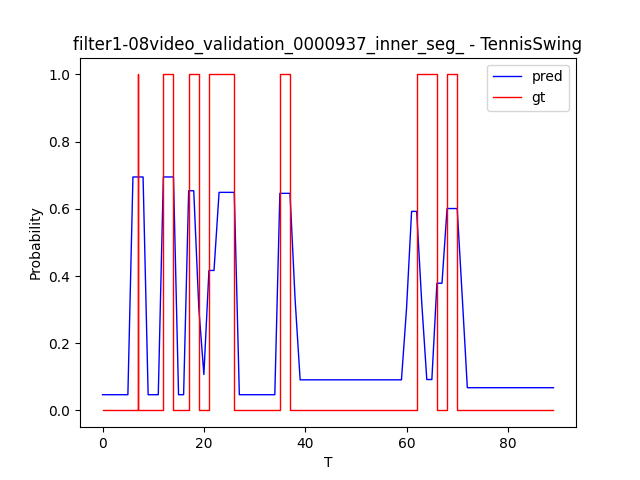 filter1-08video_validation_0000937_inner_seg_ - TennisSwing
pred
gt
1.0
0.8
0.6
0.4
0.2
0.0
Probability
0
20
40
60
80
T